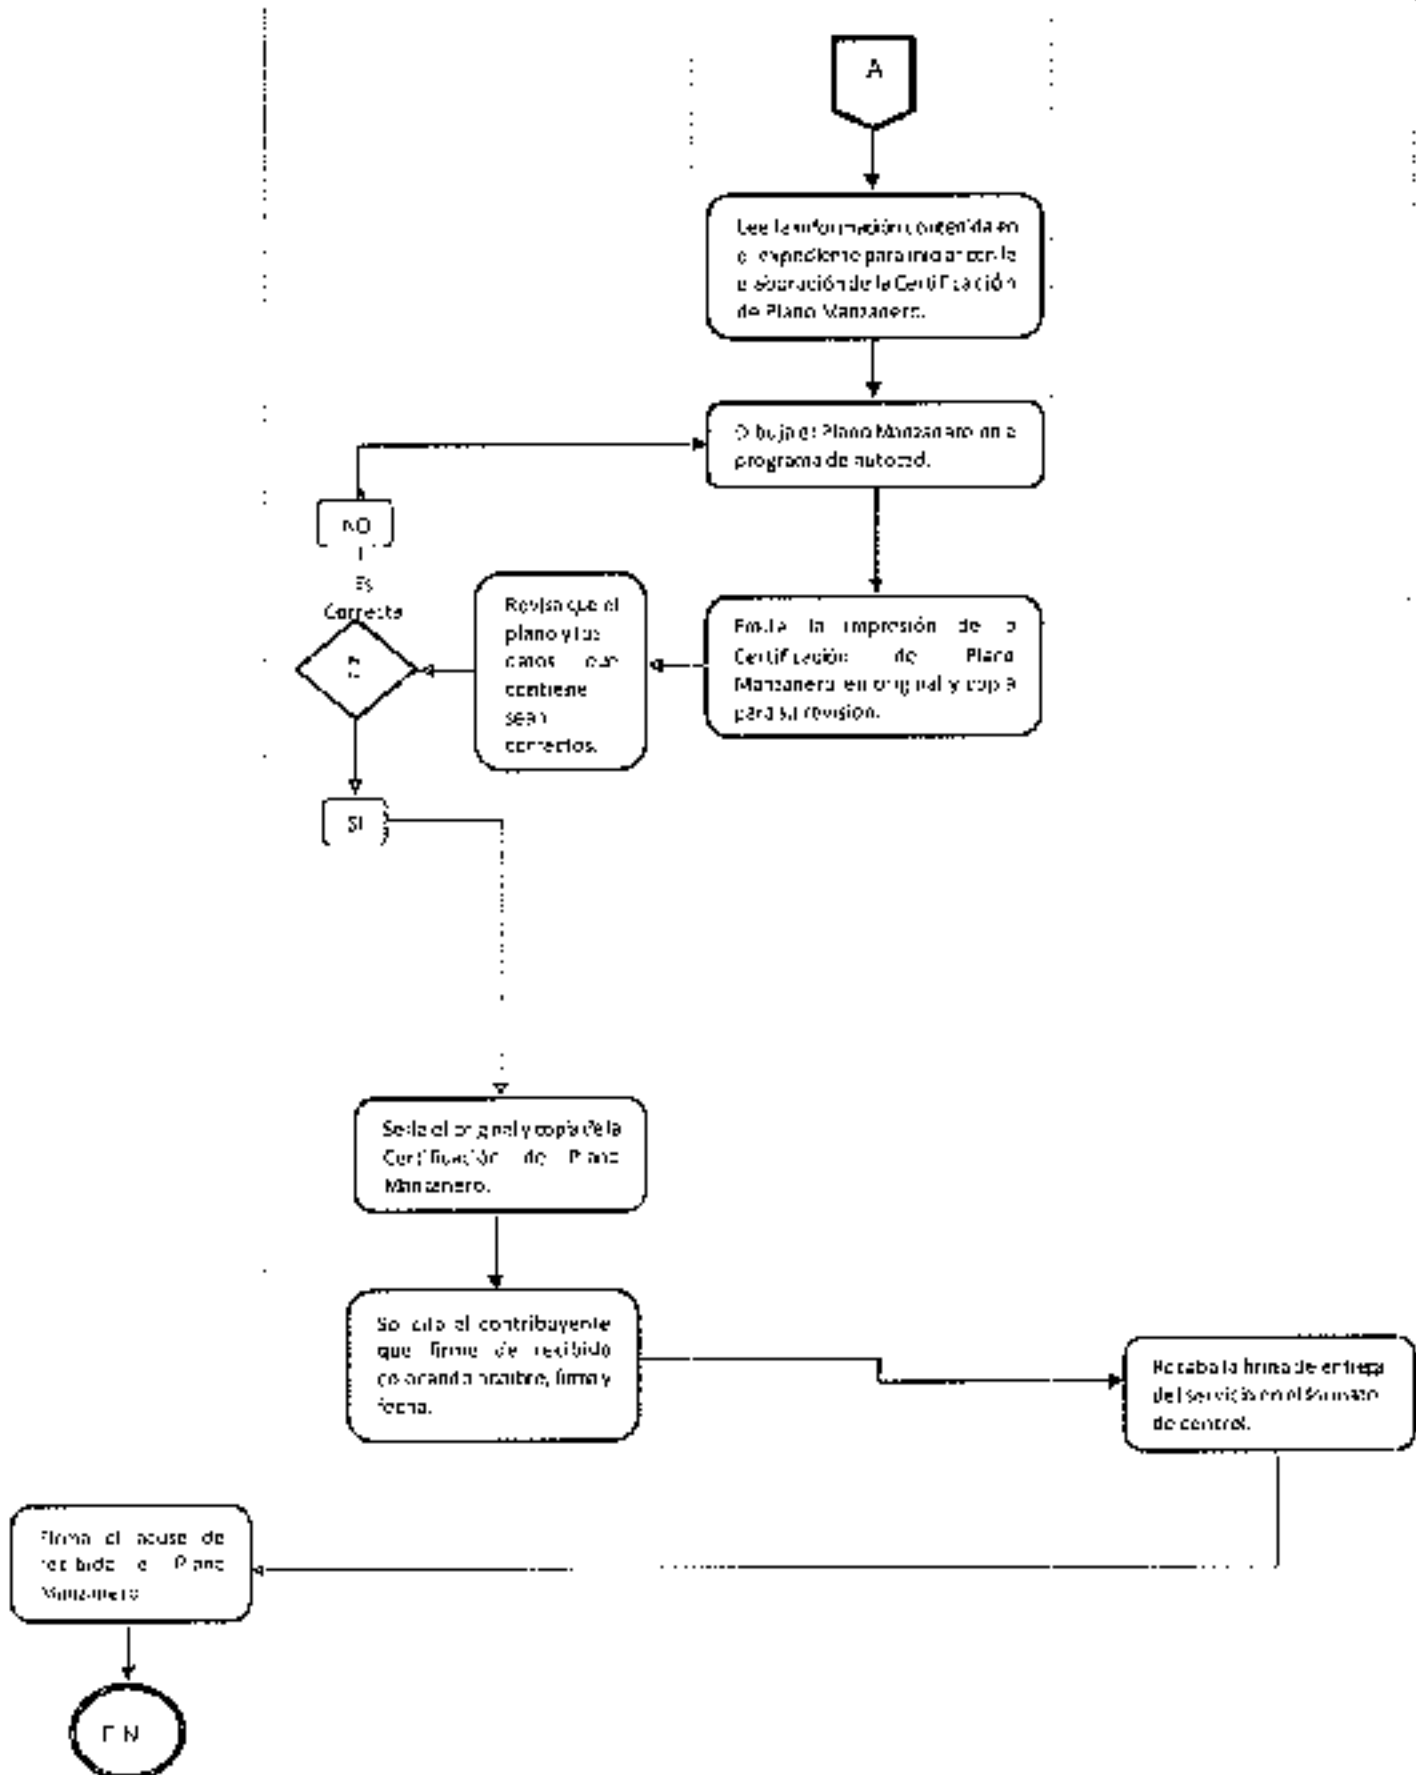 A
Lee la información contenida en
el expediente para iniciar con la
elaboración de la Certificación
de Plano Manzanero.
Dibuja el Plano Manzanero en el
programa de autocad.
NO
Es
Correcta
Revisa que el
plano y los
datos que
contiene
sean
correctos.
Emite la impresión de la
Certificación de Plano
Manzanero en original y copia
para su revisión.
SI
Sella el original y copia de la
Certificación de Plano
Manzanero.
Solicita al contribuyente
que firme de recibido
colocando nombre, firma y
fecha.
Recaba la firma de entrega
del servicio en el formato
de control.
Firma el acuse de
recibido el Plano
Manzanero
FIN